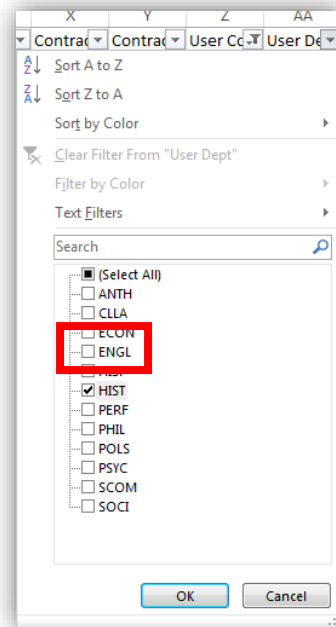 X Y Z AA
Contrac Contrac User Cc User De
Sort A to Z
Sort Z to A
Sort by Color
Clear Filter From "User Dept"
Filter by Color
Text Filters
Search
(Select All)
ANTH
CLLA
ECON
ENGL
HIST
PERF
PHIL
POLS
PSYC
SCOM
SOCI
OK Cancel